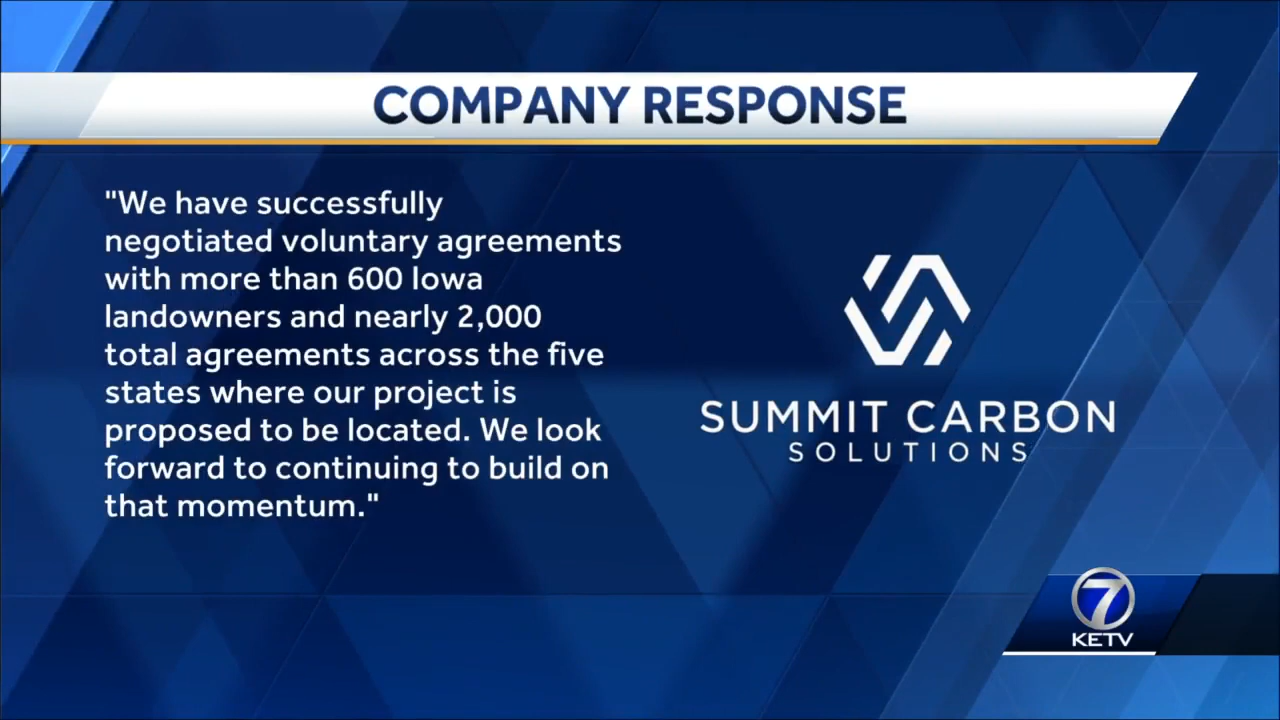 COMPANY RESPONSE
"We have successfully
negotiated voluntary agreements
with more than 600 Iowa
landowners and nearly 2,000
total agreements across the five
states where our project is
proposed to be located. We look
forward to continuing to build on
that momentum."
SUMMIT CARBON
SOLUTIONS
7
KETV